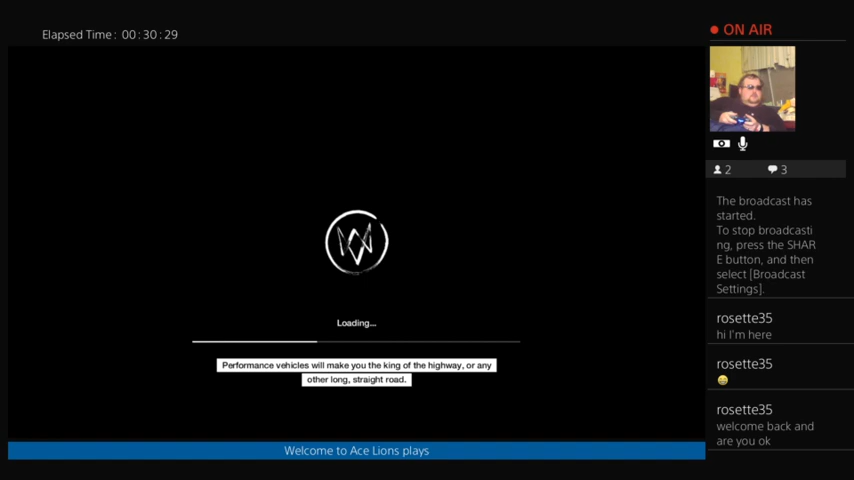 Elapsed Time: 00:30:29
ON AIR
2
3
The broadcast has
started.
To stop broadcasti
ng, press the SHAR
E button, and then
select [Broadcast
Settings].
rosette35
hi I'm here
rosette35
😀
rosette35
welcome back and
are you ok
Loading...
Performance vehicles will make you the king of the highway, or any
other long, straight road.
Welcome to Ace Lions plays